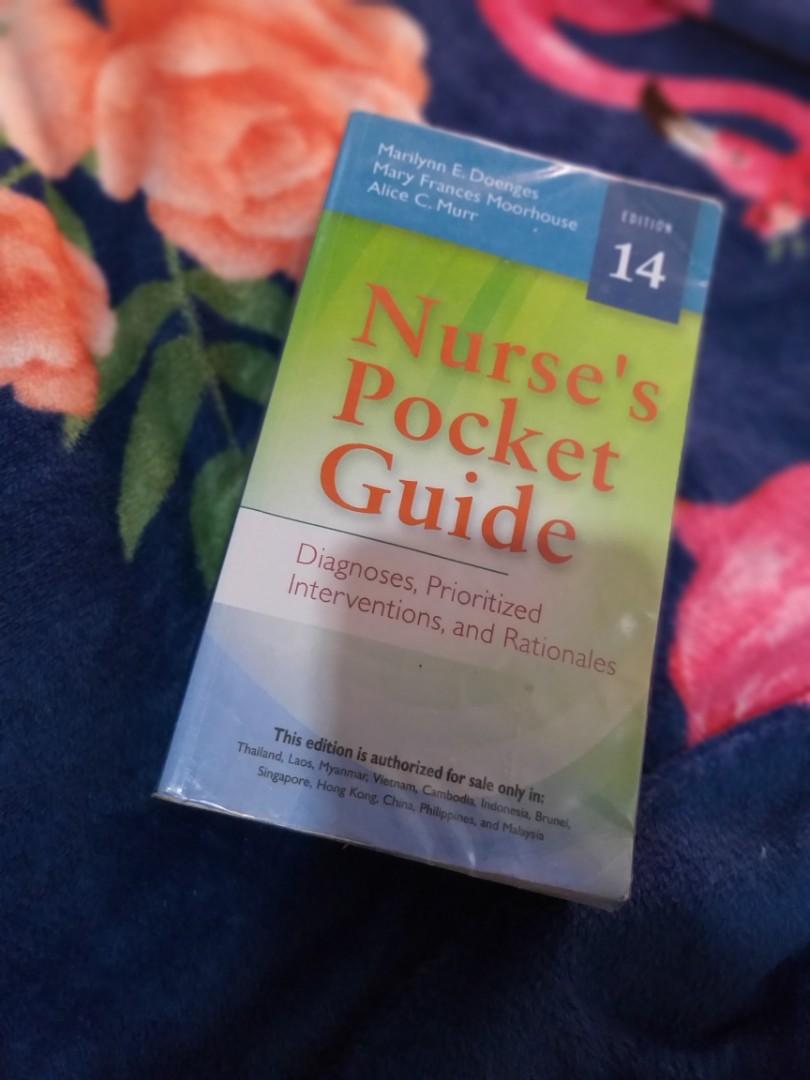 Marilynn E. Doenges
Mary Frances Moorhouse
Alice C. Murr
EDITION
14
Nurse's
Pocket
Guide
Diagnoses, Prioritized
Interventions, and Rationales
This edition is authorized for sale only in:
Thailand, Laos, Myanmar, Vietnam, Cambodia, Indonesia, Brunei,
Singapore, Hong Kong, China, Philippines, and Malaysia